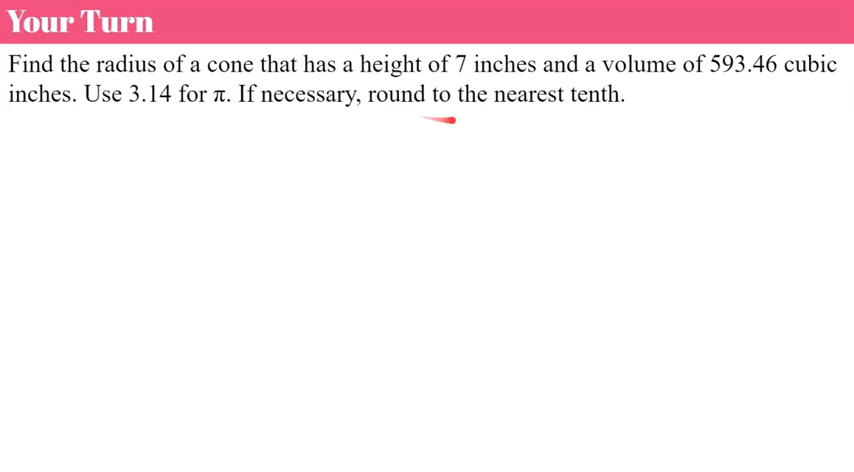 Your Turn
Find the radius of a cone that has a height of 7 inches and a volume of 593.46 cubic
inches. Use 3.14 for π. If necessary, round to the nearest tenth.